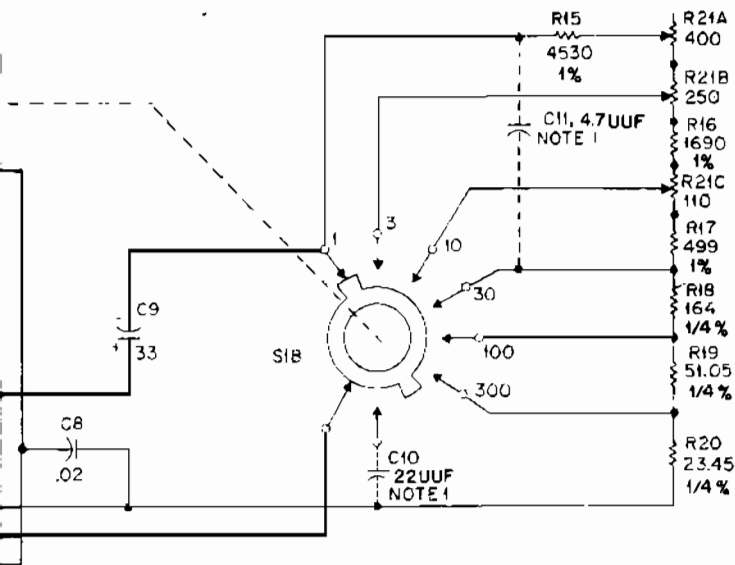 R15
4530
1%
R21A
400
R21B
250
C11, 4.7UUF
NOTE 1
R16
1690
1%
R21C
110
1
3
10
R17
499
1%
30
R18
164
1/4%
C9
-
+
33
S1B
100
R19
51.05
1/4%
300
C8
.02
C10
22UUF
NOTE 1
R20
23.45
1/4%